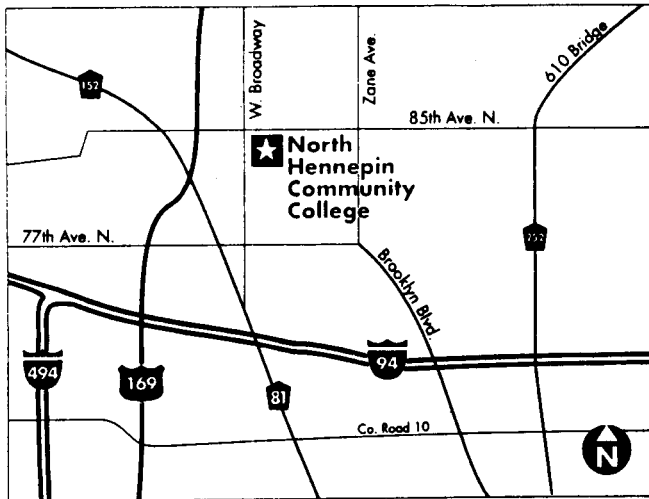 W. Broadway
Zane Ave.
610 Bridge
152
85th Ave. N.
North
Hennepin
Community
College
77th Ave. N.
252
Brooklyn Blvd.
494
169
94
81
Co. Road 10
N